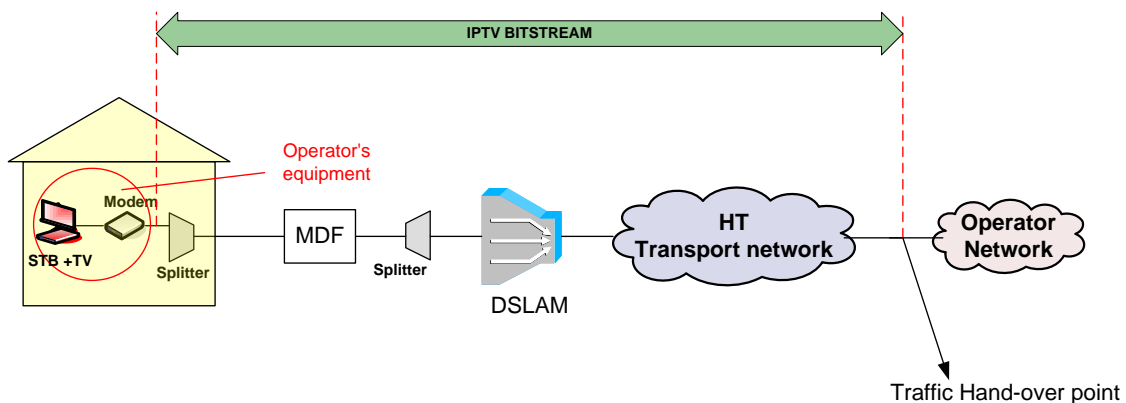 IPTV BITSTREAM
Operator's
equipment
Modem
STB +TV
Splitter
MDF
Splitter
DSLAM
HT
Transport network
Operator
Network
Traffic Hand-over point